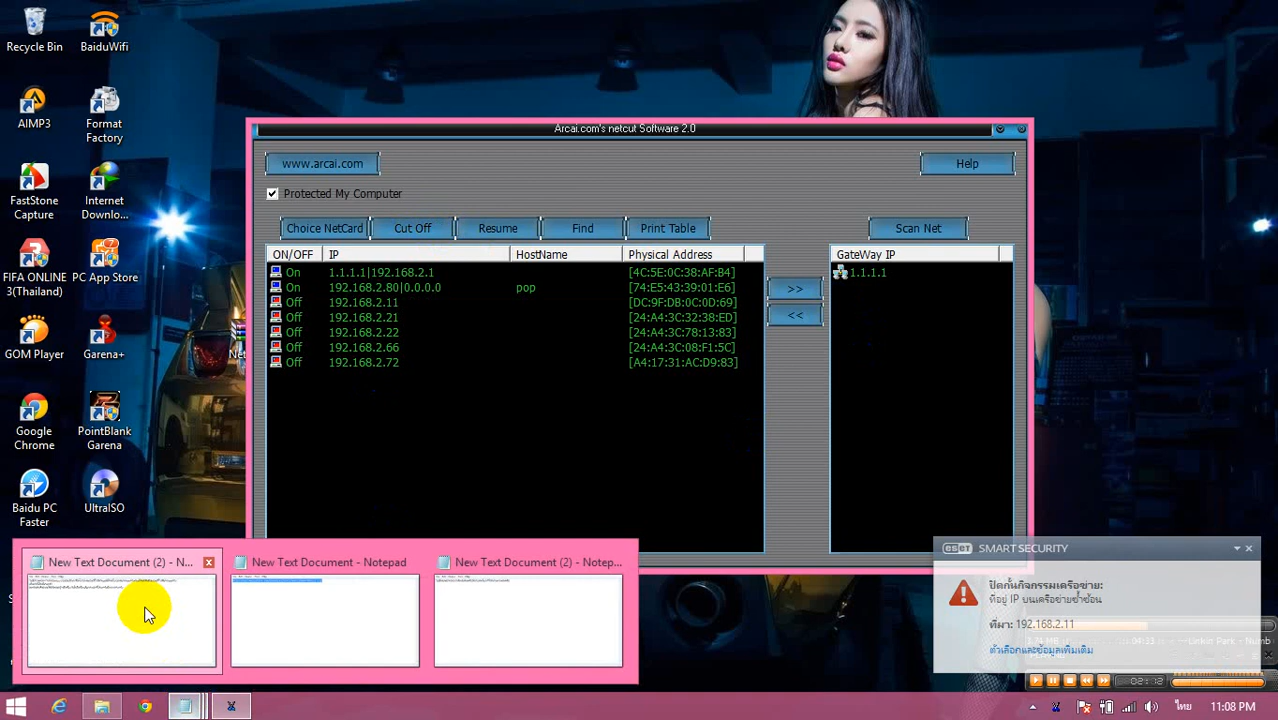 Recycle Bin
BaiduWifi
AIMP3
Format
Factory
FastStone
Capture
Internet
Downlo...
FIFA ONLINE
3(Thailand)
PC App Store
GOM Player
Garena+
Google
Chrome
PointBlank
Garena
Baidu PC
Faster
UltraISO
Arcai.com's netcut Software 2.0
www.arcai.com
Help
Protected My Computer
Choice NetCard
Cut Off
Resume
Find
Print Table
Scan Net
ON/OFF IP HostName Physical Address
On 1.1.1.1|192.168.2.1 [4C:5E:0C:38:AF:B4]
On 192.168.2.80|0.0.0.0 pop [74:E5:43:39:01:E6]
Off 192.168.2.11 [DC:9F:DB:0C:0D:69]
Off 192.168.2.21 [24:A4:3C:32:38:ED]
Off 192.168.2.22 [24:A4:3C:78:13:83]
Off 192.168.2.66 [24:A4:3C:08:F1:5C]
Off 192.168.2.72 [A4:17:31:AC:D9:83]
>>
<<
GateWay IP
1.1.1.1
New Text Document (2) - N...
New Text Document - Notepad
New Text Document (2) - Notep...
eset SMART SECURITY
ปิดกั้นกิจกรรมเครือข่าย:
ที่อยู่ IP บนเครือข่ายซ้ำซ้อน
ที่มา: 192.168.2.11
ตัวเลือกและข้อมูลเพิ่มเติม
04:33
Linkin Park - Numb
ไทย
11:08 PM